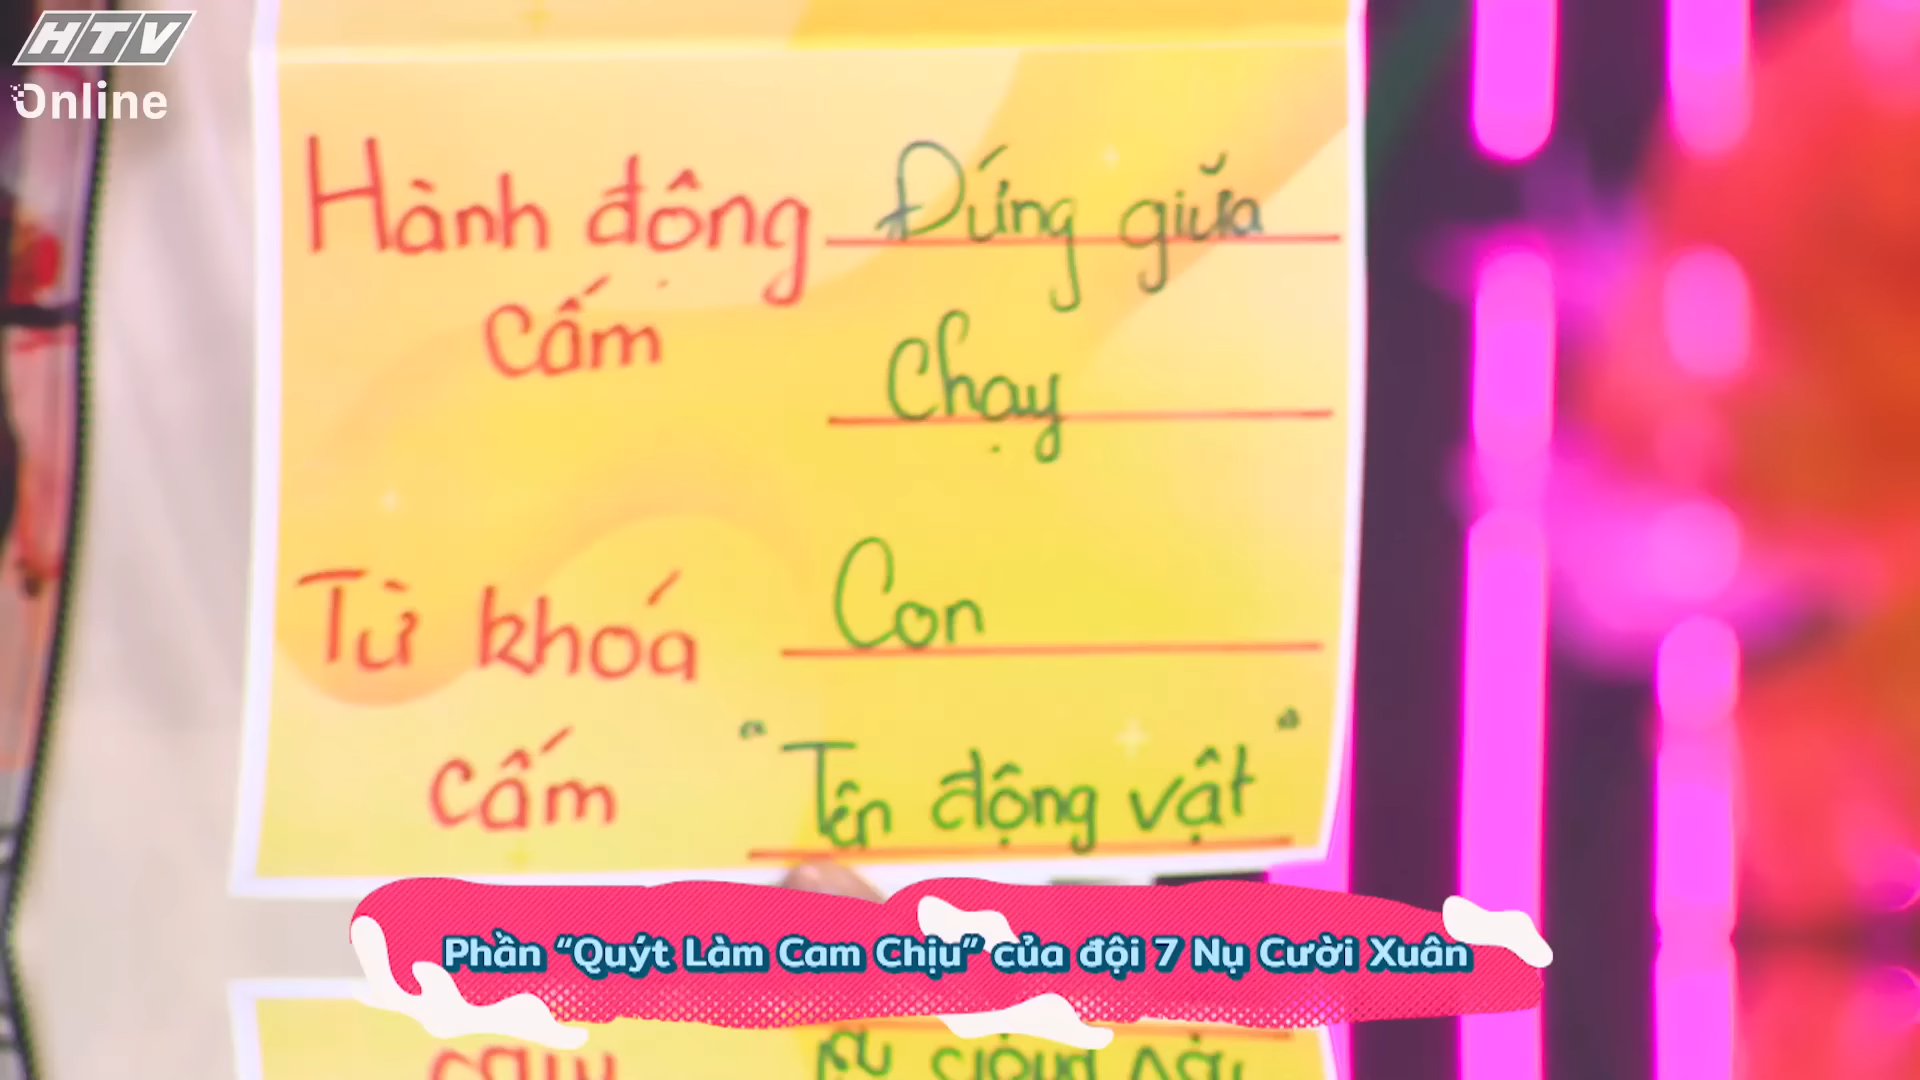 HTV
Online
Hành động Đứng giữa
cấm Chạy
Từ khóa Con
cấm "Tên động vật"
Phần “Quýt Làm Cam Chịu” của đội 7 Nụ Cười Xuân